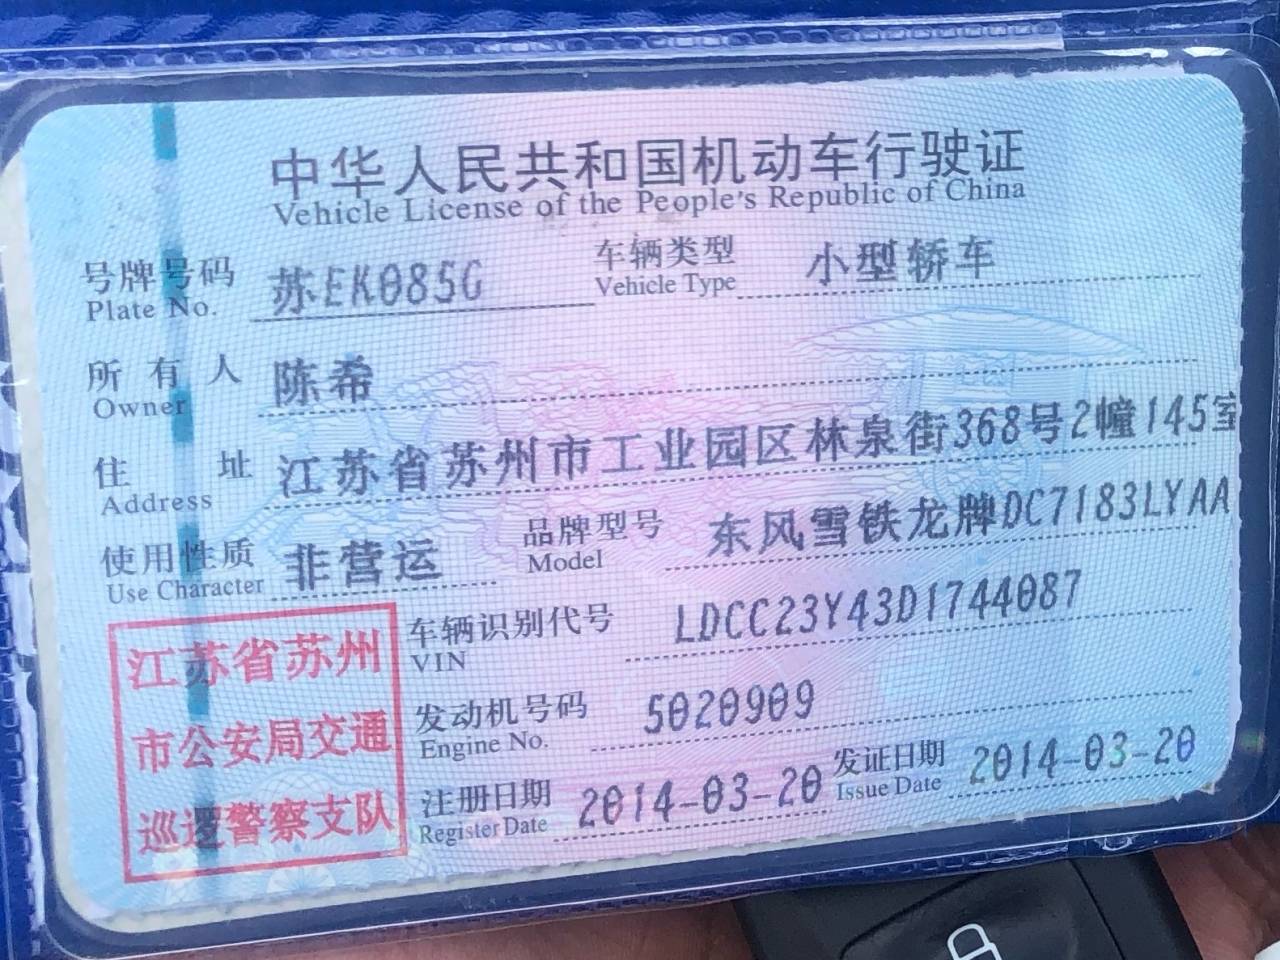 中华人民共和国机动车行驶证
Vehicle License of the People's Republic of China
号牌号码 苏EK085G 车辆类型 小型轿车
Plate No. Vehicle Type
所有人 陈希
Owner
住址 江苏省苏州市工业园区林泉街368号2幢145室
Address
使用性质 非营运 品牌型号 东风雪铁龙牌DC7183LYAA
Use Character Model
车辆识别代号 LDCC23Y43D1744087
VIN
发动机号码 5020909
Engine No.
注册日期 2014-03-20 发证日期 2014-03-20
Register Date Issue Date
江苏省苏州
市公安局交通
巡逻警察支队